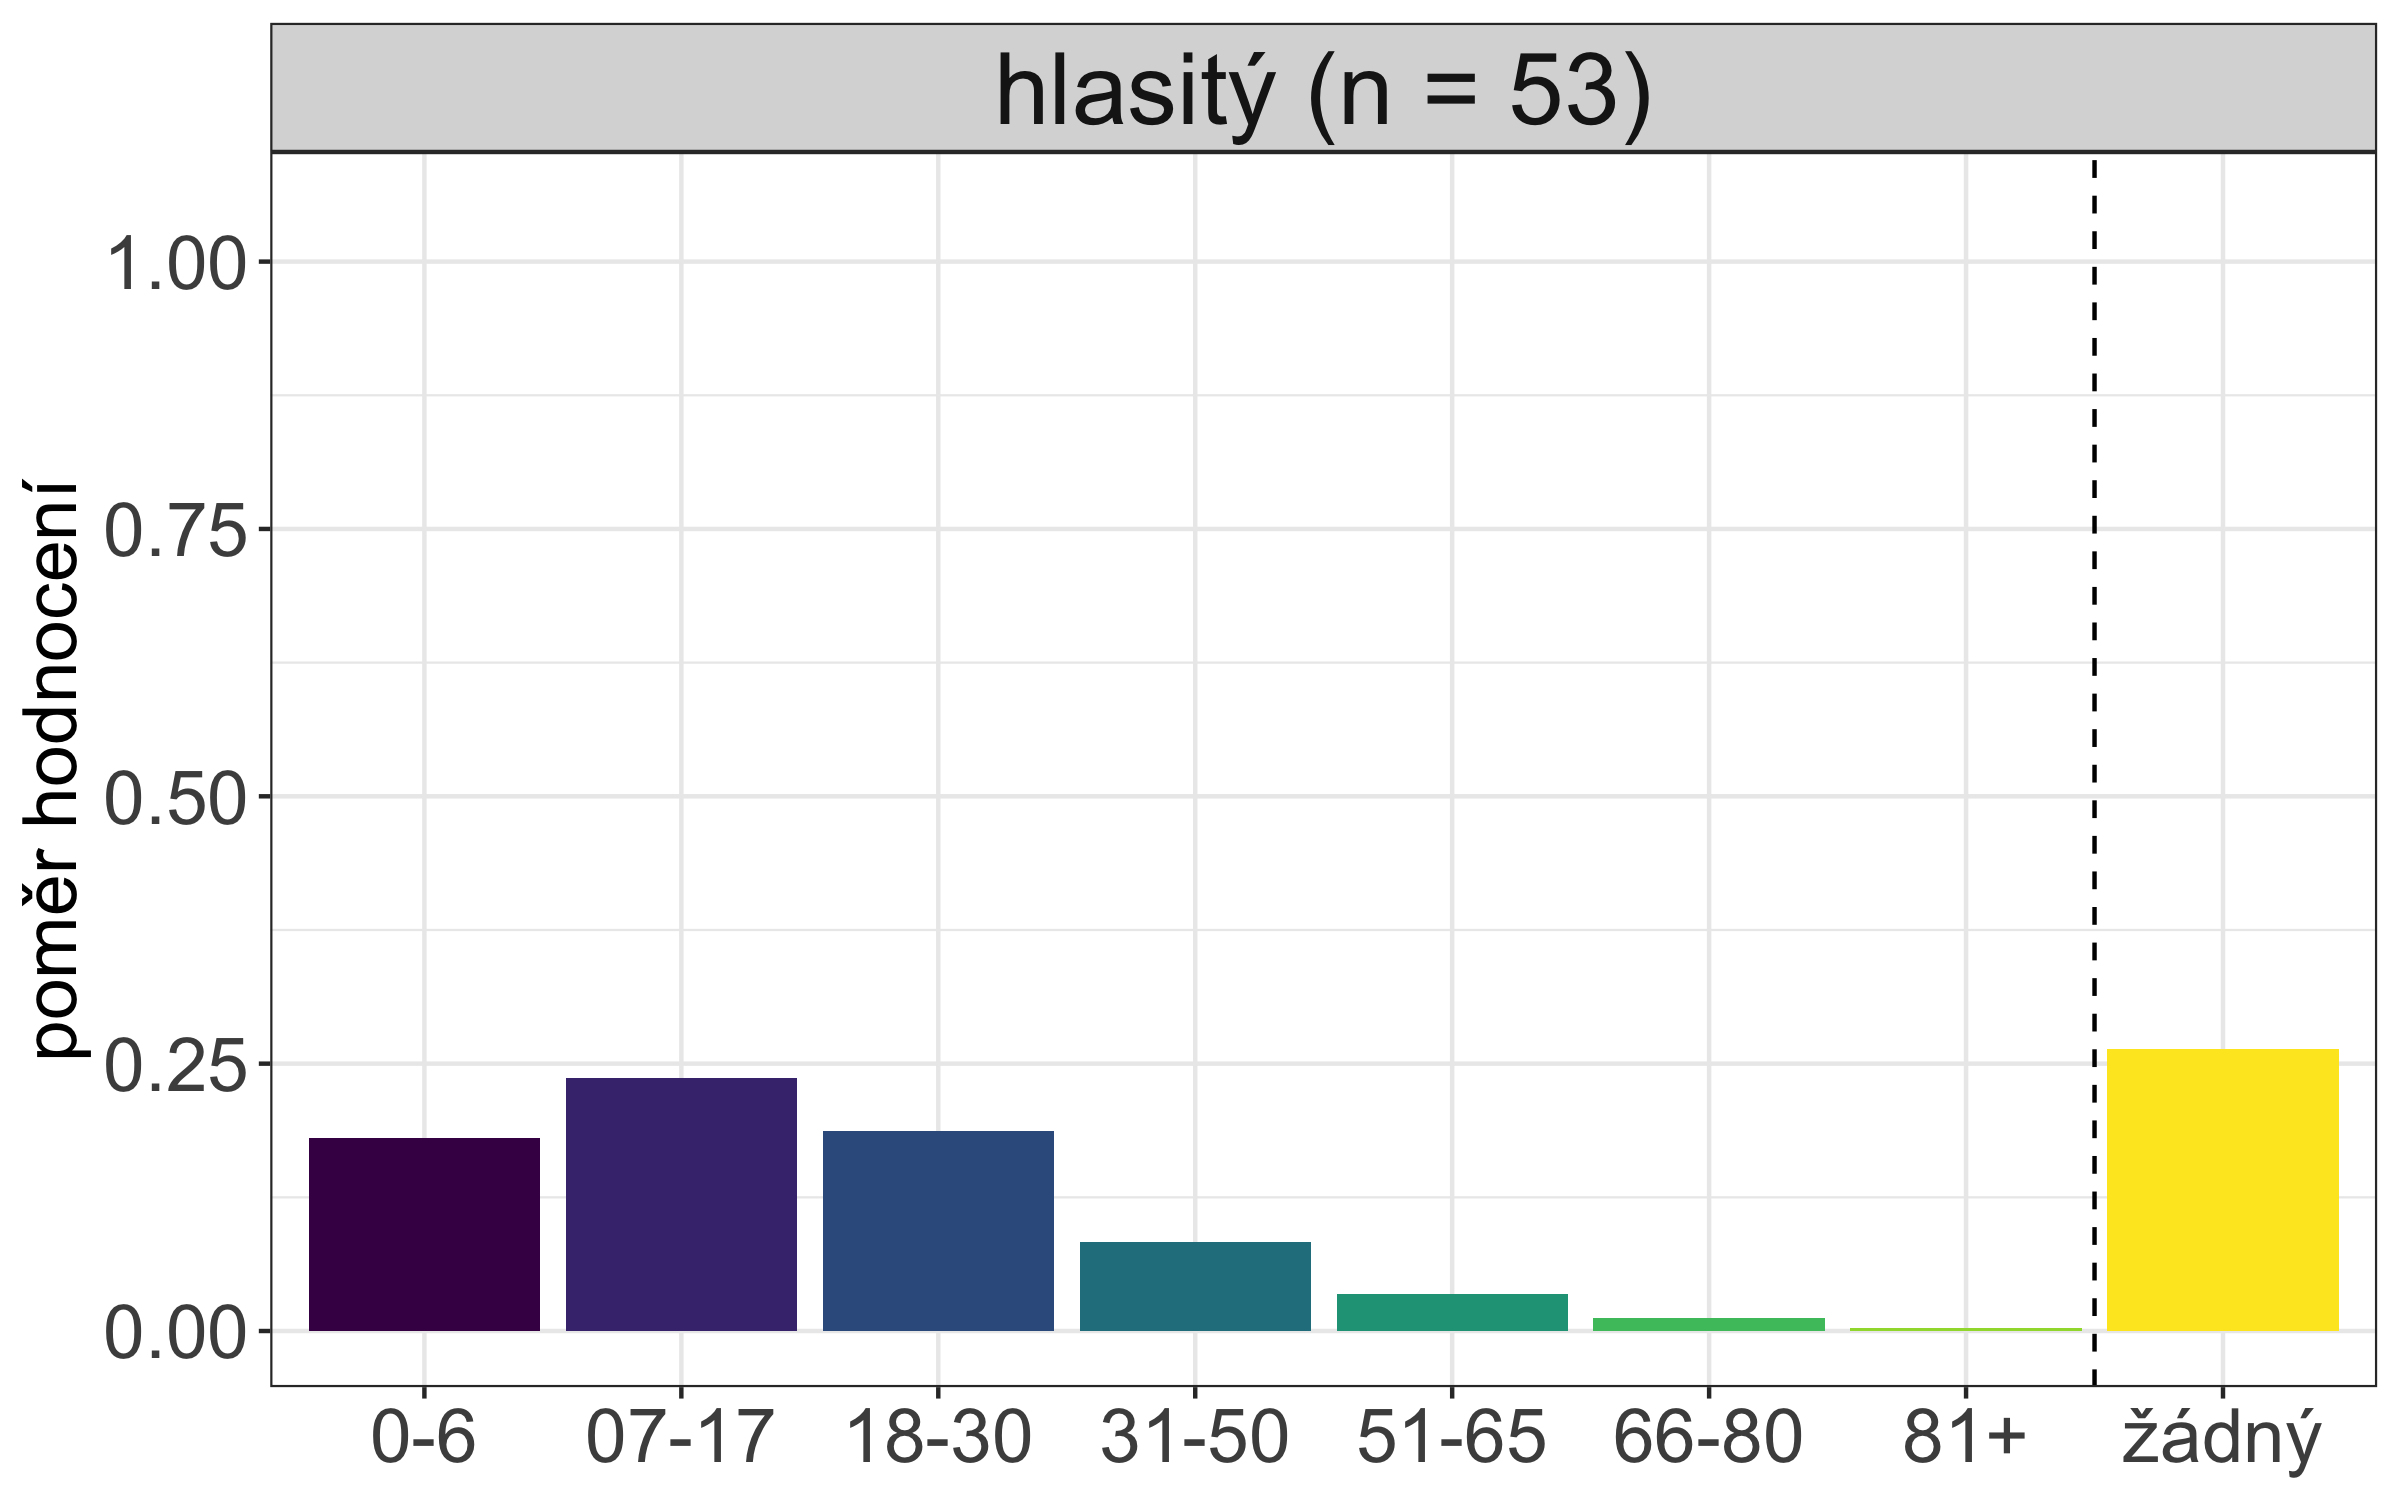 hlasitý (n = 53)
poměr hodnocení
1.00
0.75
0.50
0.25
0.00
0-6 07-17 18-30 31-50 51-65 66-80 81+ žádný